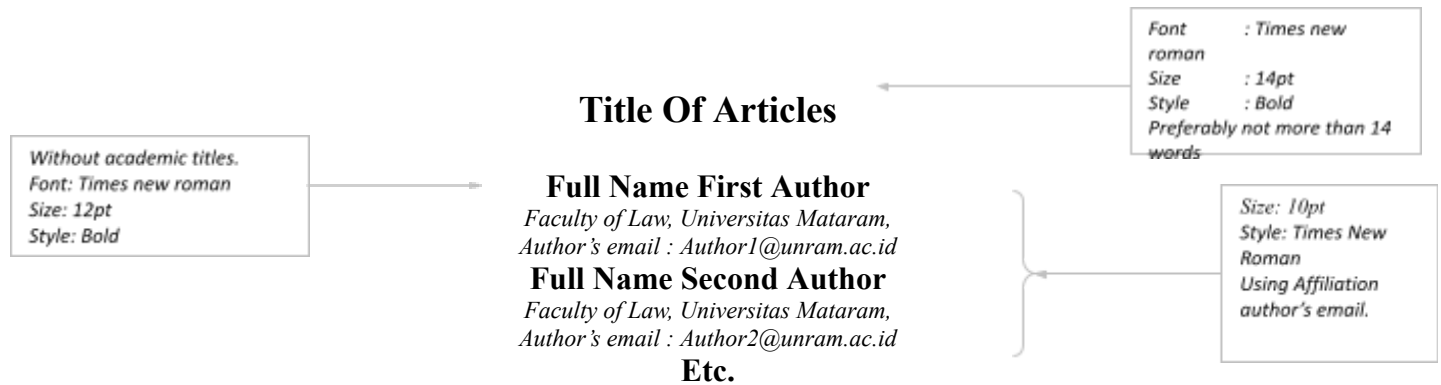 Font : Times new
roman
Size : 14pt
Style : Bold
Preferably not more than 14
words
Title Of Articles
Without academic titles.
Font: Times new roman
Size: 12pt
Style: Bold
Full Name First Author
Faculty of Law, Universitas Mataram,
Author’s email : Author1@unram.ac.id
Full Name Second Author
Faculty of Law, Universitas Mataram,
Author’s email : Author2@unram.ac.id
Etc.
Size: 10pt
Style: Times New
Roman
Using Affiliation
author's email.